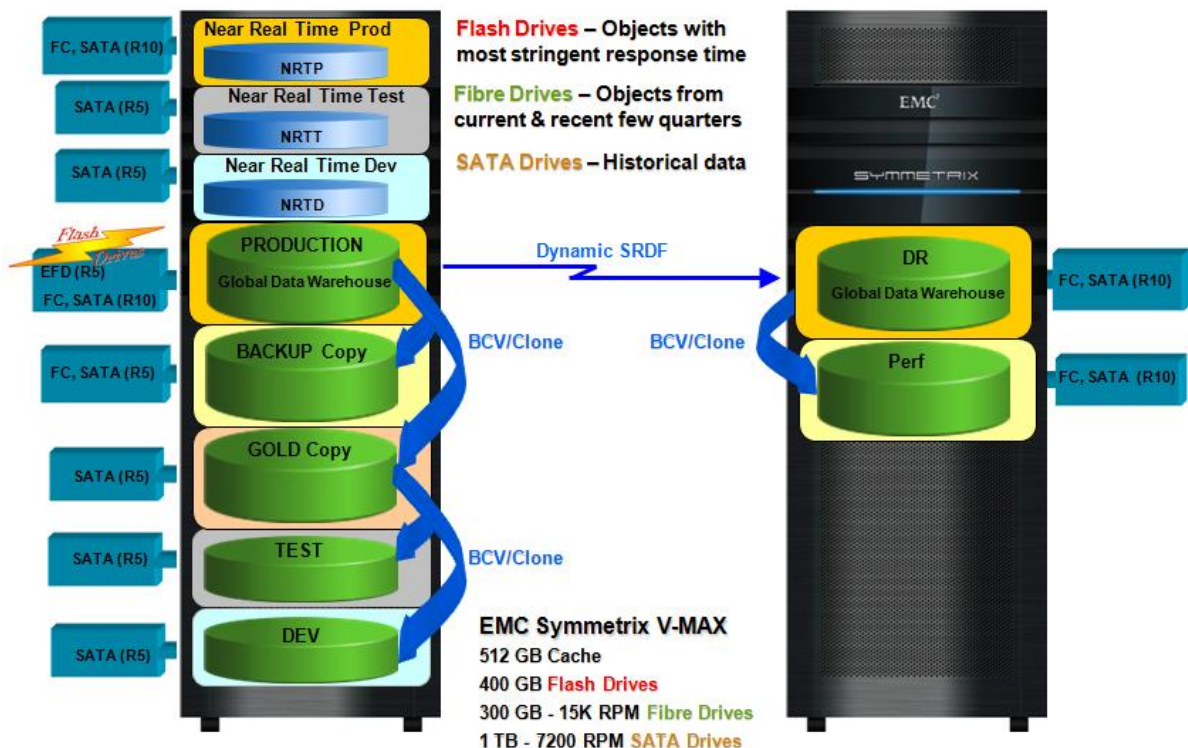 Near Real Time Prod
FC, SATA (R10)
NRTP
Near Real Time Test
SATA (R5)
NRTT
Near Real Time Dev
SATA (R5)
NRTD
Flash Drives – Objects with
most stringent response time
Fibre Drives – Objects from
current & recent few quarters
SATA Drives – Historical data
EMC²
SYMMETRIX
Flash
Drives
EFD (R5)
FC, SATA (R10)
PRODUCTION
Global Data Warehouse
Dynamic SRDF
DR
Global Data Warehouse
FC, SATA (R10)
BACKUP Copy
FC, SATA (R5)
BCV/Clone
BCV/Clone
Perf
FC, SATA (R10)
GOLD Copy
SATA (R5)
TEST
SATA (R5)
BCV/Clone
DEV
SATA (R5)
EMC Symmetrix V-MAX
512 GB Cache
400 GB Flash Drives
300 GB - 15K RPM Fibre Drives
1 TB - 7200 RPM SATA Drives